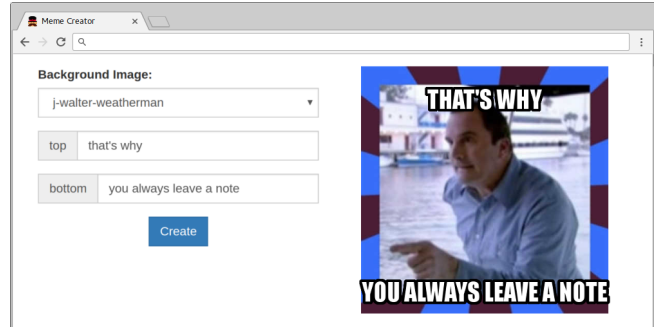 Meme Creator
Background Image:
j-walter-weatherman
top that's why
bottom you always leave a note
Create
THAT'S WHY
YOU ALWAYS LEAVE A NOTE